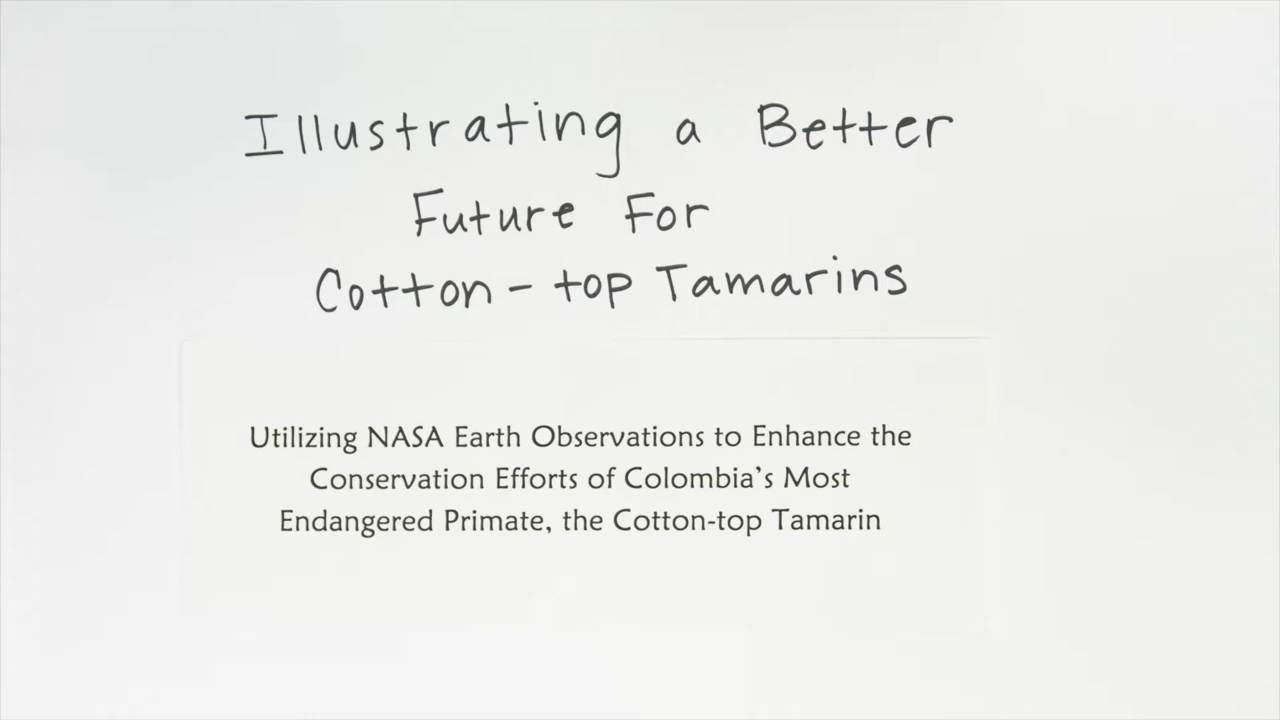 Illustrating a Better
Future For
Cotton-top Tamarins
Utilizing NASA Earth Observations to Enhance the
Conservation Efforts of Colombia's Most
Endangered Primate, the Cotton-top Tamarin